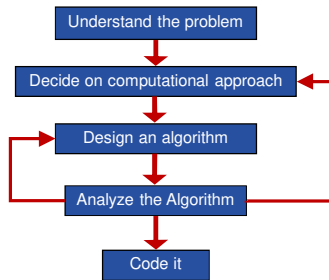 Understand the problem
Decide on computational approach
Design an algorithm
Analyze the Algorithm
Code it